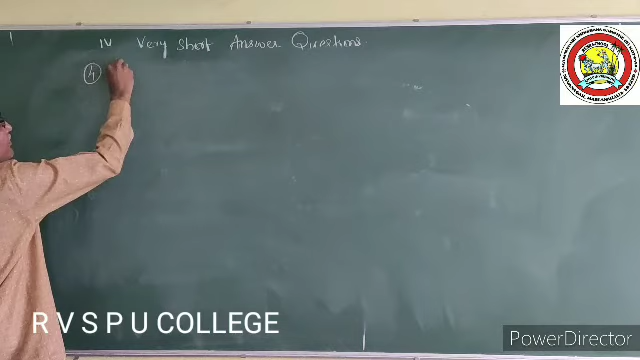 IV Very Short Answer Questions.
4
R V S P U COLLEGE
PowerDirector